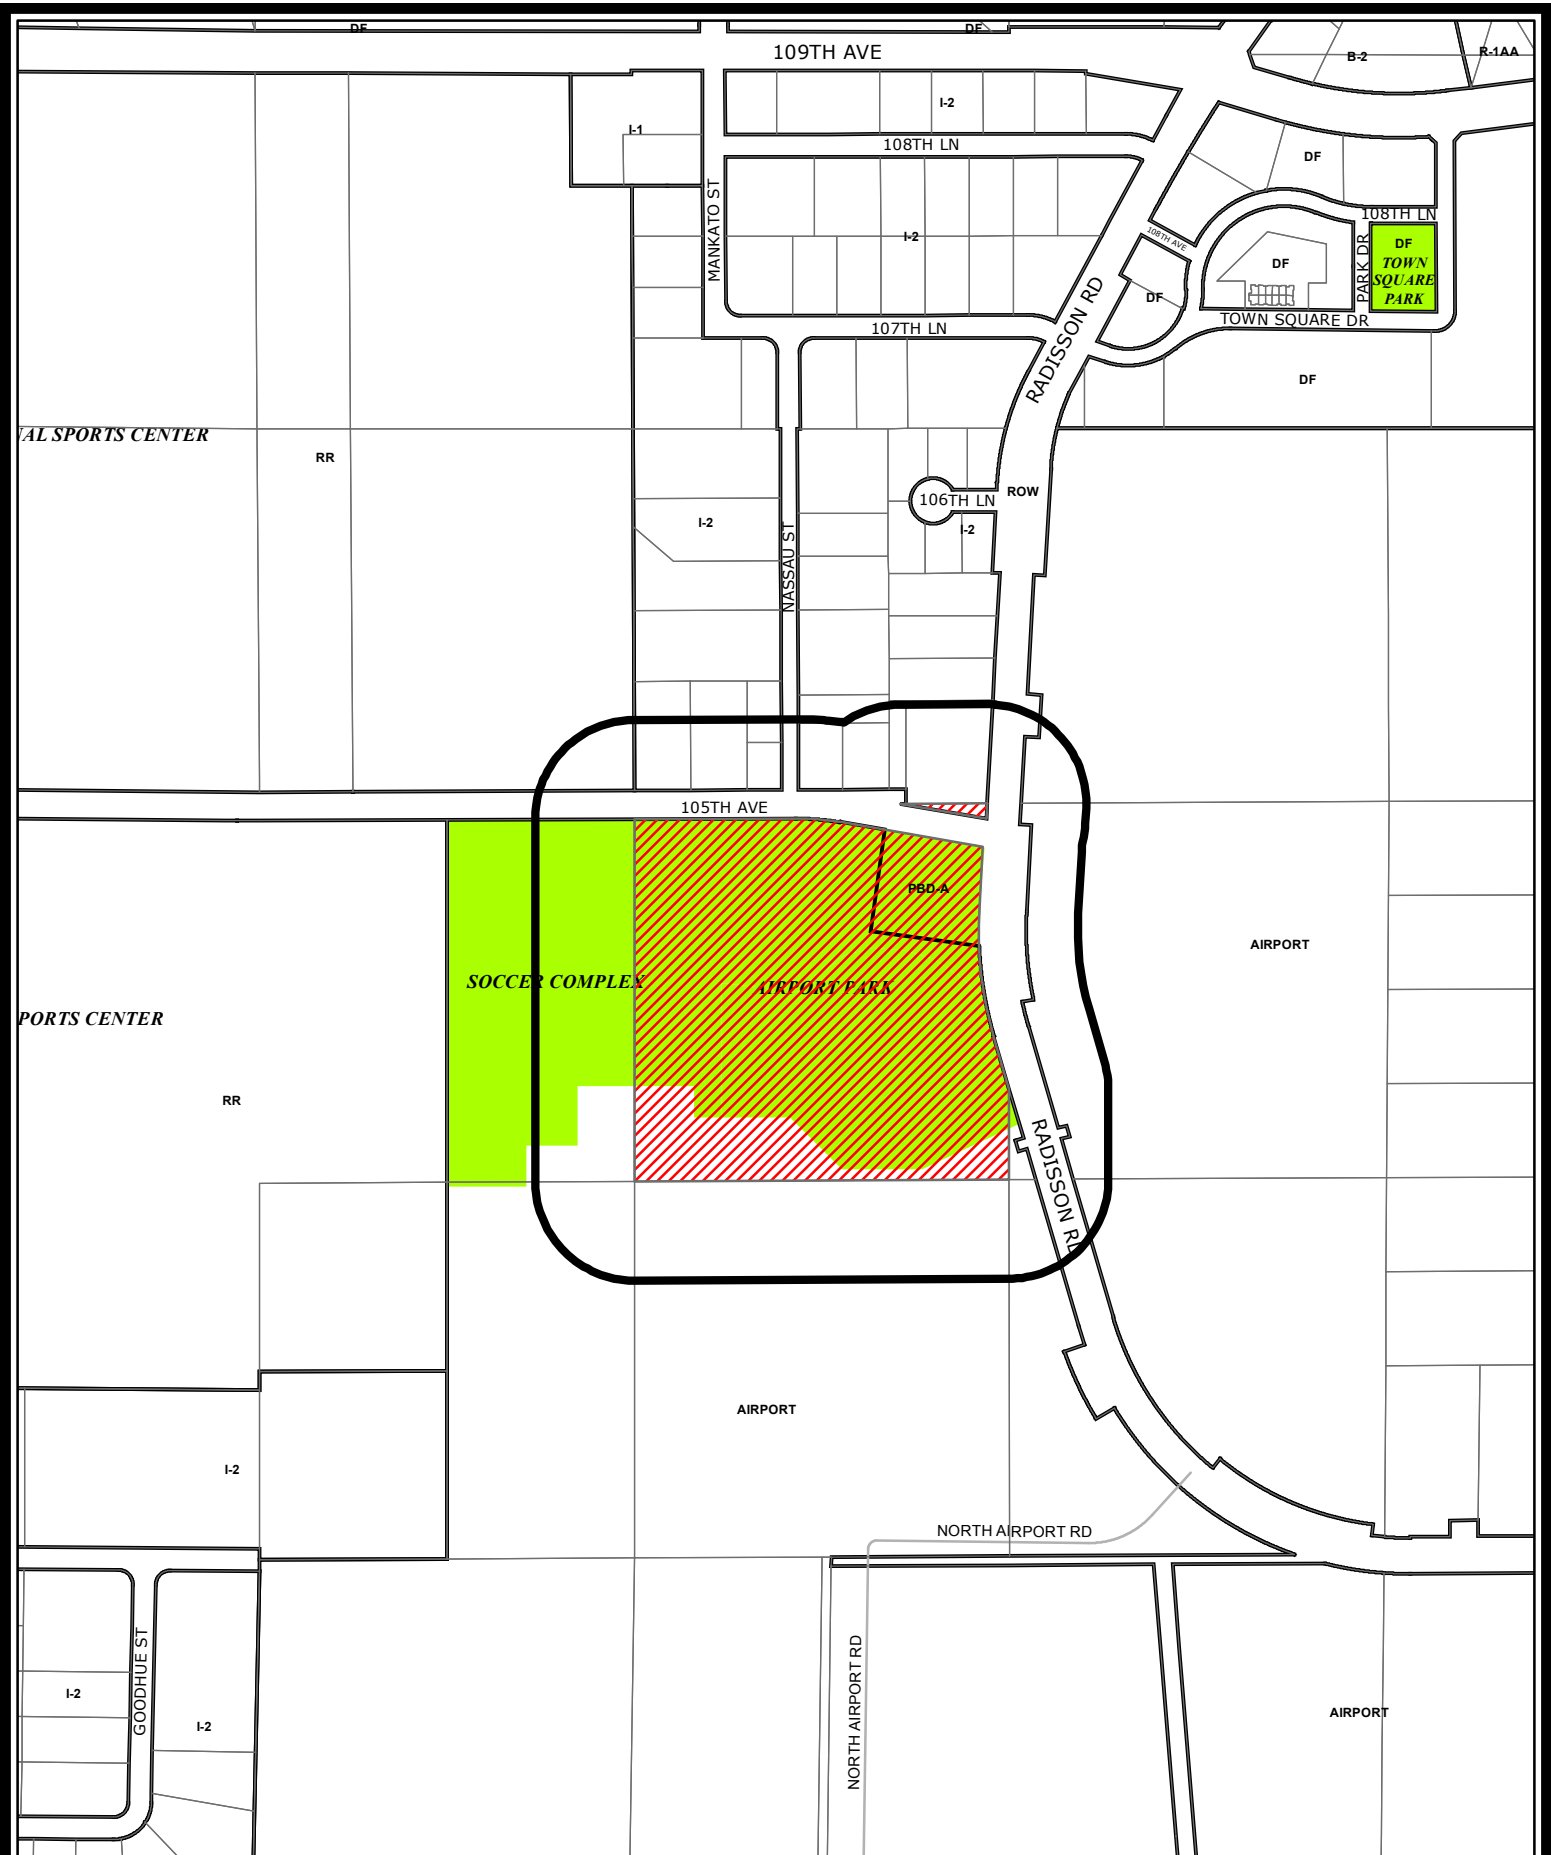 DF
DF
109TH AVE
B-2
R-1AA
I-1
I-2
108TH LN
DF
MANKATO ST
108TH LN
I-2
108TH AVE
DF
PARK DR
DF
TOWN
SQUARE
PARK
DF
RADISSON RD
TOWN SQUARE DR
107TH LN
DF
NAL SPORTS CENTER
RR
ROW
106TH LN
I-2
I-2
NASSAU ST
105TH AVE
PBD-A
AIRPORT
SOCCER COMPLEX
AIRPORT PARK
PORTS CENTER
RR
RADISSON RD
AIRPORT
I-2
NORTH AIRPORT RD
GOODHUE ST
NORTH AIRPORT RD
I-2
I-2
AIRPORT